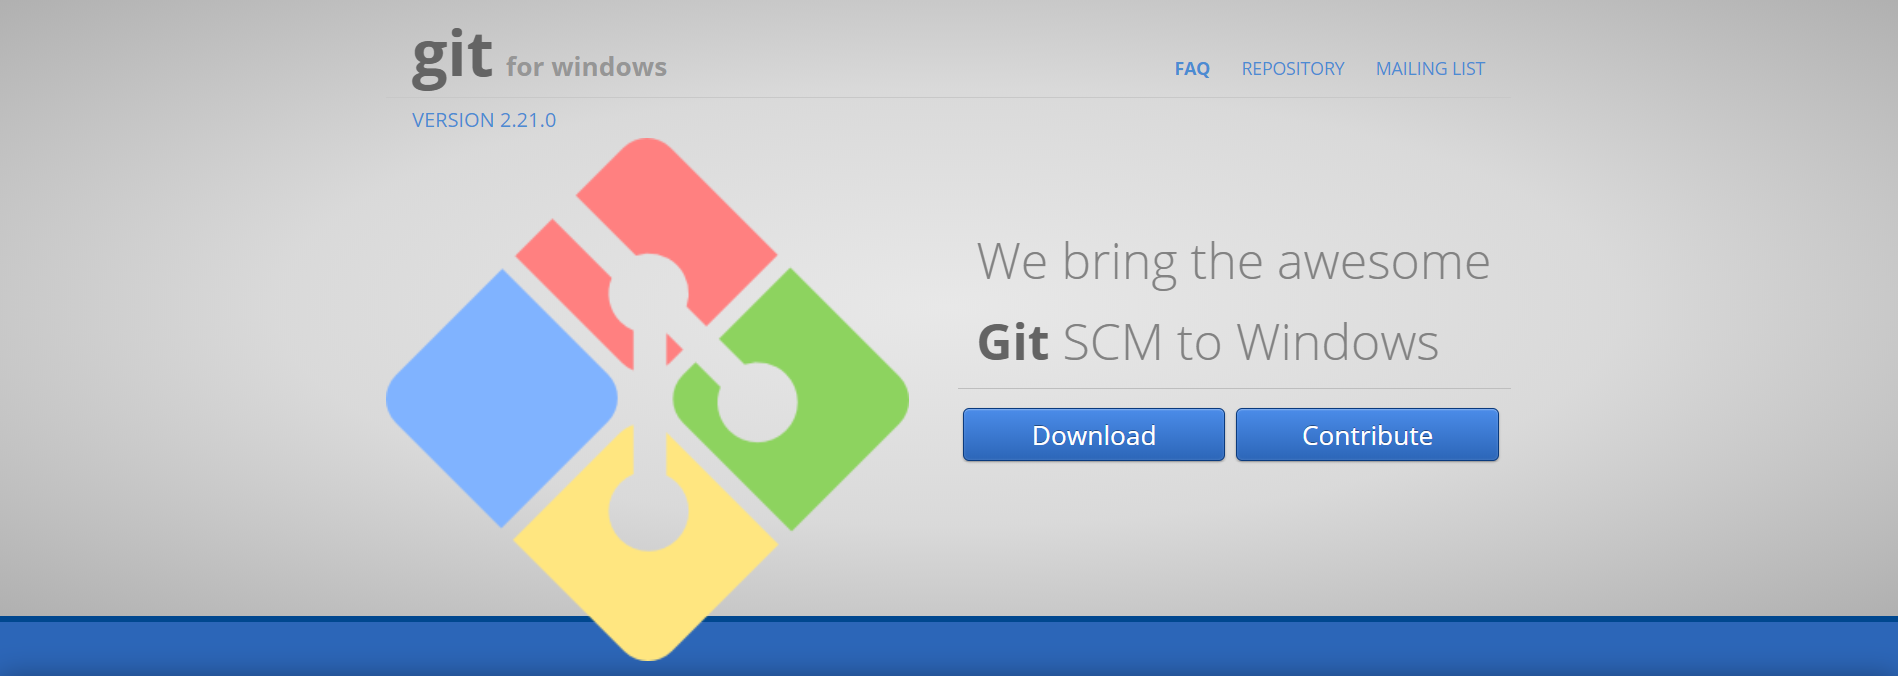 git for windows
FAQ REPOSITORY MAILING LIST
VERSION 2.21.0
We bring the awesome
Git SCM to Windows
Download Contribute